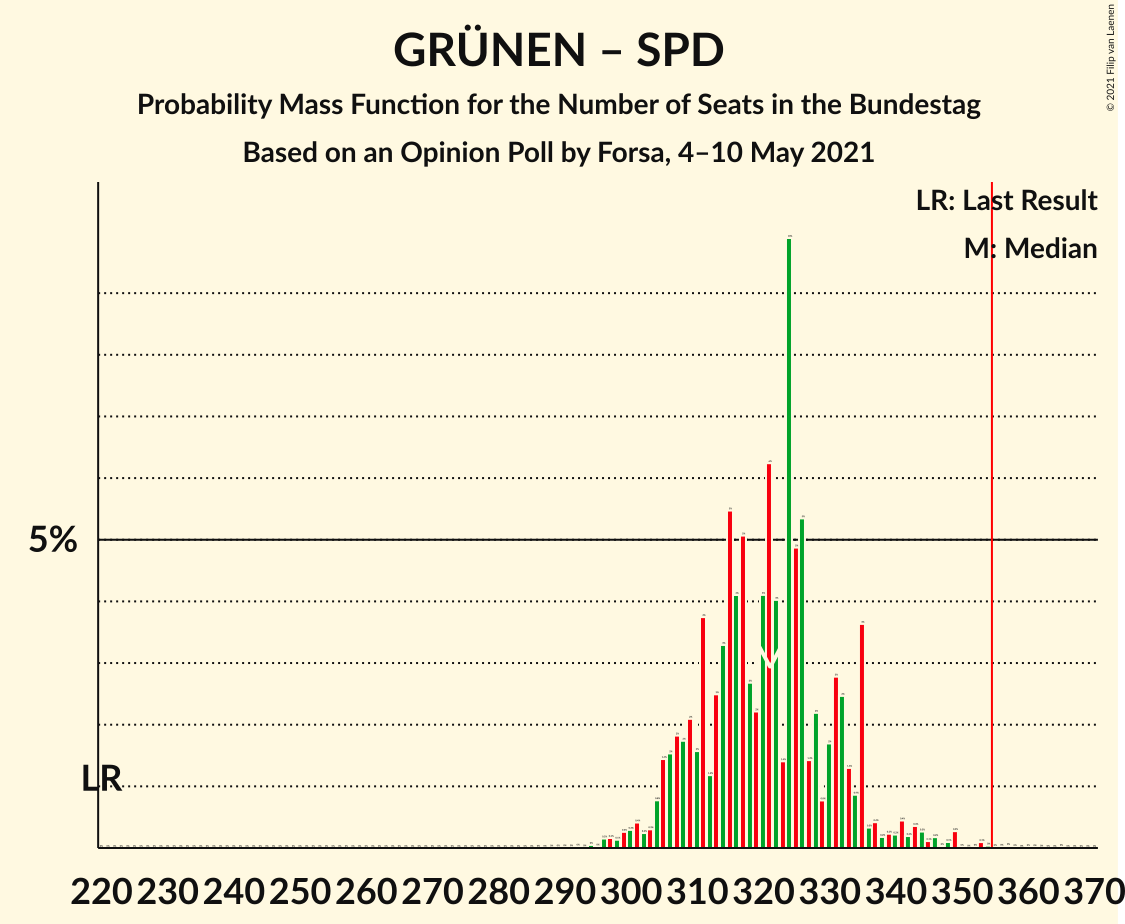 GRÜNEN – SPD
Probability Mass Function for the Number of Seats in the Bundestag
Based on an Opinion Poll by Forsa, 4–10 May 2021
© 2021 Filip van Laenen
LR: Last Result
M: Median
5%
LR
220 230 240 250 260 270 280 290 300 310 320 330 340 350 360 370